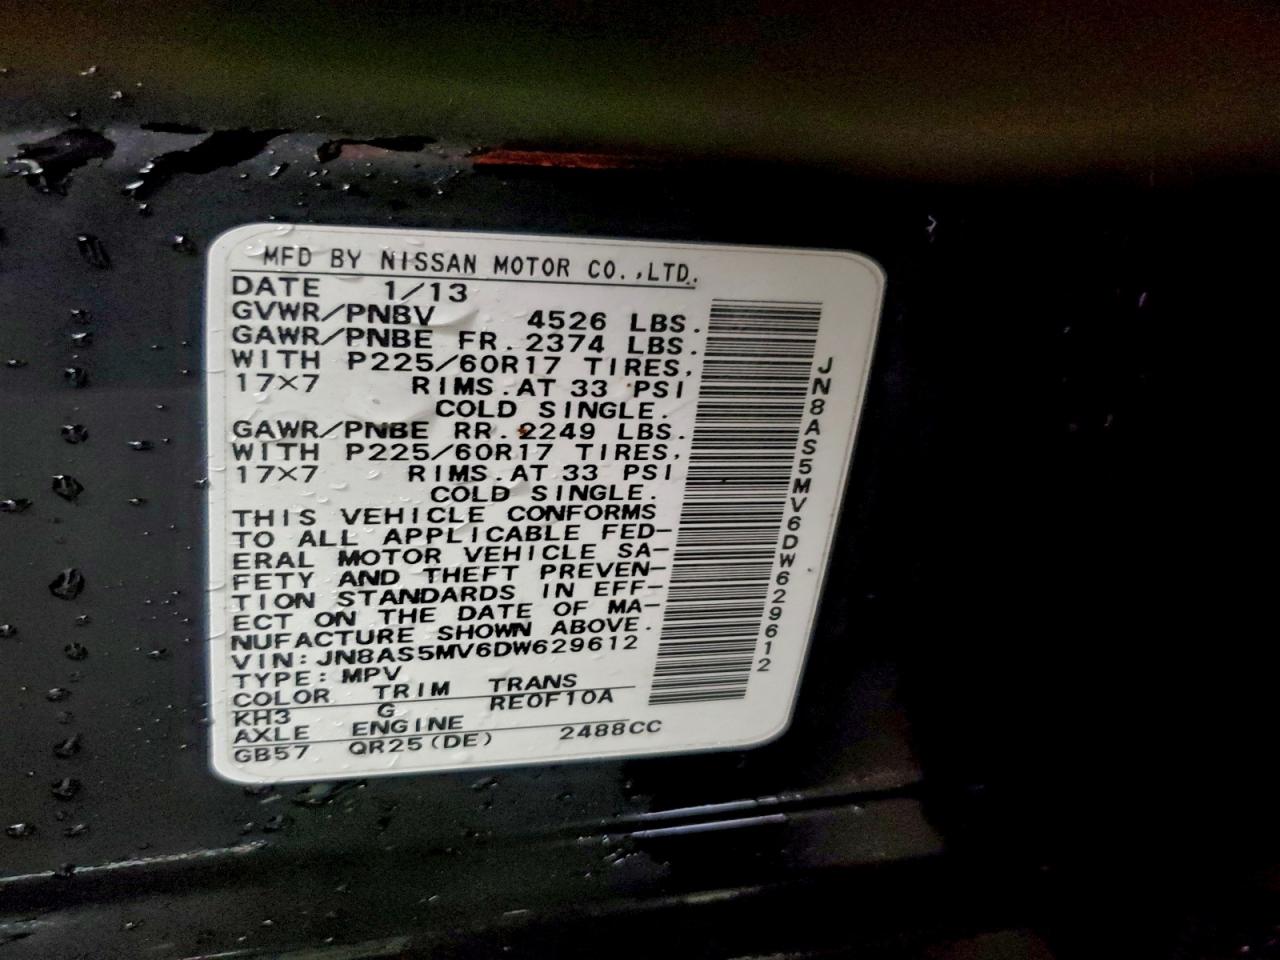 MFD BY NISSAN MOTOR CO.,LTD.
DATE 1/13
GVWR/PNBV 4526 LBS.
GAWR/PNBE FR. 2374 LBS.
WITH P225/60R17 TIRES,
17×7 RIMS.AT 33 PSI
COLD SINGLE.
GAWR/PNBE RR. 2249 LBS.
WITH P225/60R17 TIRES,
17×7 RIMS.AT 33 PSI
COLD SINGLE.
THIS VEHICLE CONFORMS
TO ALL APPLICABLE FED-
ERAL MOTOR VEHICLE SA-
FETY AND THEFT PREVEN-
TION STANDARDS IN EFF-
ECT ON THE DATE OF MA-
NUFACTURE SHOWN ABOVE.
VIN:JN8AS5MV6DW629612
TYPE:MPV
COLOR TRIM TRANS
KH3 G RE0F10A
AXLE ENGINE
GB57 QR25(DE) 2488CC
JN8AS5MV6DW629612